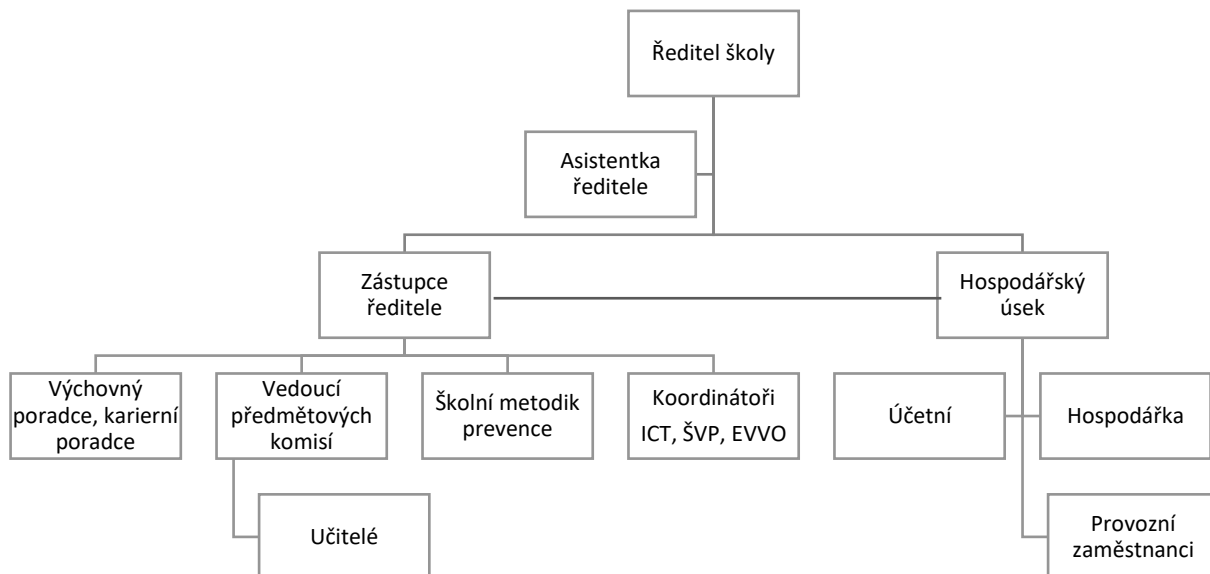 Ředitel školy
Asistentka
ředitele
Zástupce
ředitele
Hospodářský
úsek
Výchovný
poradce, karierní
poradce
Vedoucí
předmětových
komisí
Školní metodik
prevence
Koordinátoři
ICT, ŠVP, EVVO
Účetní
Hospodářka
Učitelé
Provozní
zaměstnanci